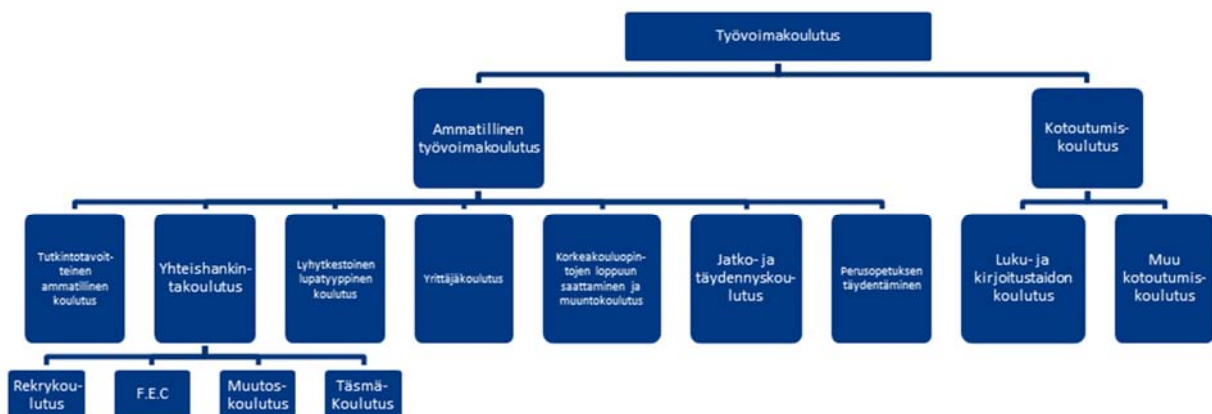 Työvoimakoulutus
Ammatillinen
työvoimakoulutus
Kotoutumis-
koulutus
Tutkintotavoit-
teinen
ammatillinen
koulutus
Yhteishankin-
takoulutus
Lyhytkestoinen
lupatyyppinen
koulutus
Yrittäjäkoulutus
Korkeakouluopin-
tojen loppuun
saattaminen ja
muuntokoulutus
Jatko- ja
täydennyskou-
lutus
Perusopetuksen
täydentäminen
Luku- ja
kirjoitustaidon
koulutus
Muu
kotoutumis-
koulutus
Rekrykou-
lutus
F.E.C
Muutos-
koulutus
Täsmä-
Koulutus